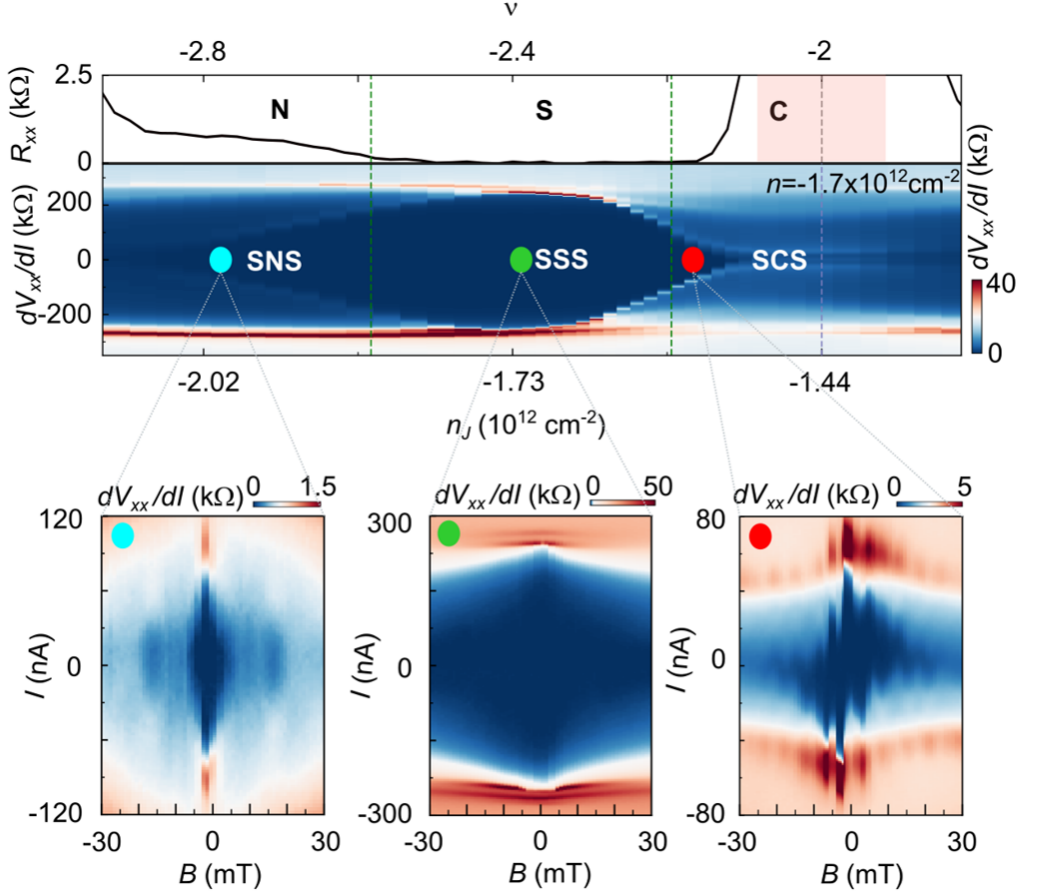 ν
-2.8 -2.4 -2
2.5
0
Rxx (kΩ)
N S C
n=-1.7x10¹²cm⁻²
200
0
-200
dVxx/dI (kΩ)
SNS SSS SCS
dVxx/dI (kΩ)
40
0
-2.02 -1.73 -1.44
nJ (10¹² cm⁻²)
dVxx/dI (kΩ) 0 1.5
120
0
-120
I (nA)
-30 0 30
B (mT)
dVxx/dI (kΩ) 0 50
300
0
-300
I (nA)
-30 0 30
B (mT)
dVxx/dI (kΩ) 0 5
80
0
-80
I (nA)
-30 0 30
B (mT)